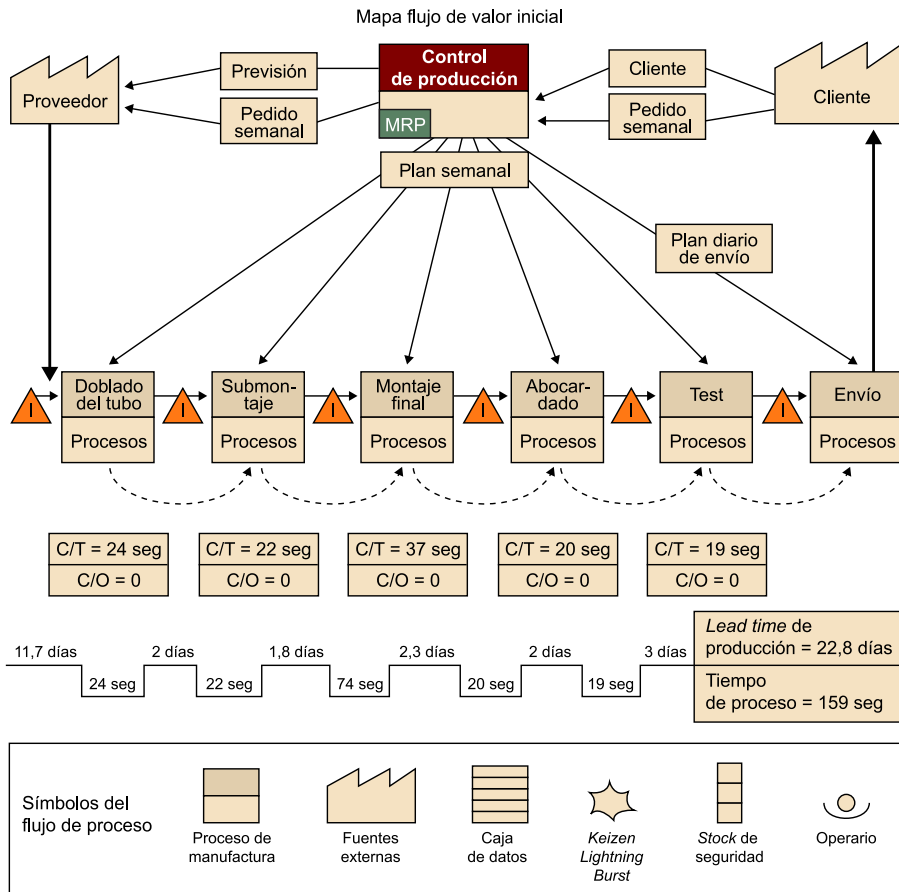 Mapa flujo de valor inicial
Proveedor
Previsión
Pedido
semanal
Control
de producción
MRP
Cliente
Pedido
semanal
Cliente
Plan semanal
Plan diario
de envío
I
Doblado
del tubo
Procesos
I
Submon-
taje
Procesos
I
Montaje
final
Procesos
I
Abocar-
dado
Procesos
I
Test
Procesos
I
Envío
Procesos
C/T = 24 seg
C/O = 0
C/T = 22 seg
C/O = 0
C/T = 37 seg
C/O = 0
C/T = 20 seg
C/O = 0
C/T = 19 seg
C/O = 0
11,7 días
24 seg
2 días
22 seg
1,8 días
74 seg
2,3 días
20 seg
2 días
19 seg
3 días
Lead time de
producción = 22,8 días
Tiempo
de proceso = 159 seg
Símbolos del
flujo de proceso
Proceso de
manufactura
Fuentes
externas
Caja
de datos
Keizen
Lightning
Burst
Stock de
seguridad
Operario